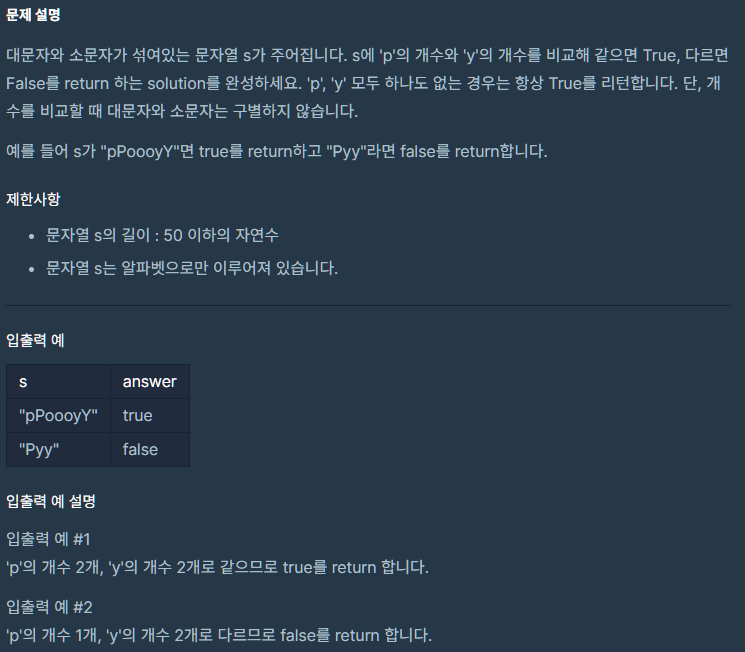 문제 설명
대문자와 소문자가 섞여있는 문자열 s가 주어집니다. s에 'p'의 개수와 'y'의 개수를 비교해 같으면 True, 다르면
False를 return 하는 solution를 완성하세요. 'p', 'y' 모두 하나도 없는 경우는 항상 True를 리턴합니다. 단, 개
수를 비교할 때 대문자와 소문자는 구별하지 않습니다.
예를 들어 s가 "pPoooyY"면 true를 return하고 "Pyy"라면 false를 return합니다.
제한사항
• 문자열 s의 길이 : 50 이하의 자연수
• 문자열 s는 알파벳으로만 이루어져 있습니다.
입출력 예
s answer
"pPoooyY" true
"Pyy" false
입출력 예 설명
입출력 예 #1
'p'의 개수 2개, 'y'의 개수 2개로 같으므로 true를 return 합니다.
입출력 예 #2
'p'의 개수 1개, 'y'의 개수 2개로 다르므로 false를 return 합니다.